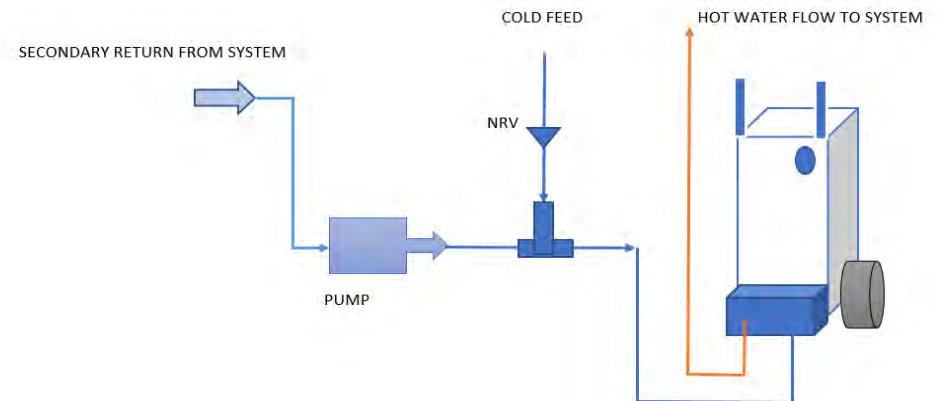 COLD FEED
HOT WATER FLOW TO SYSTEM
SECONDARY RETURN FROM SYSTEM
NRV
PUMP